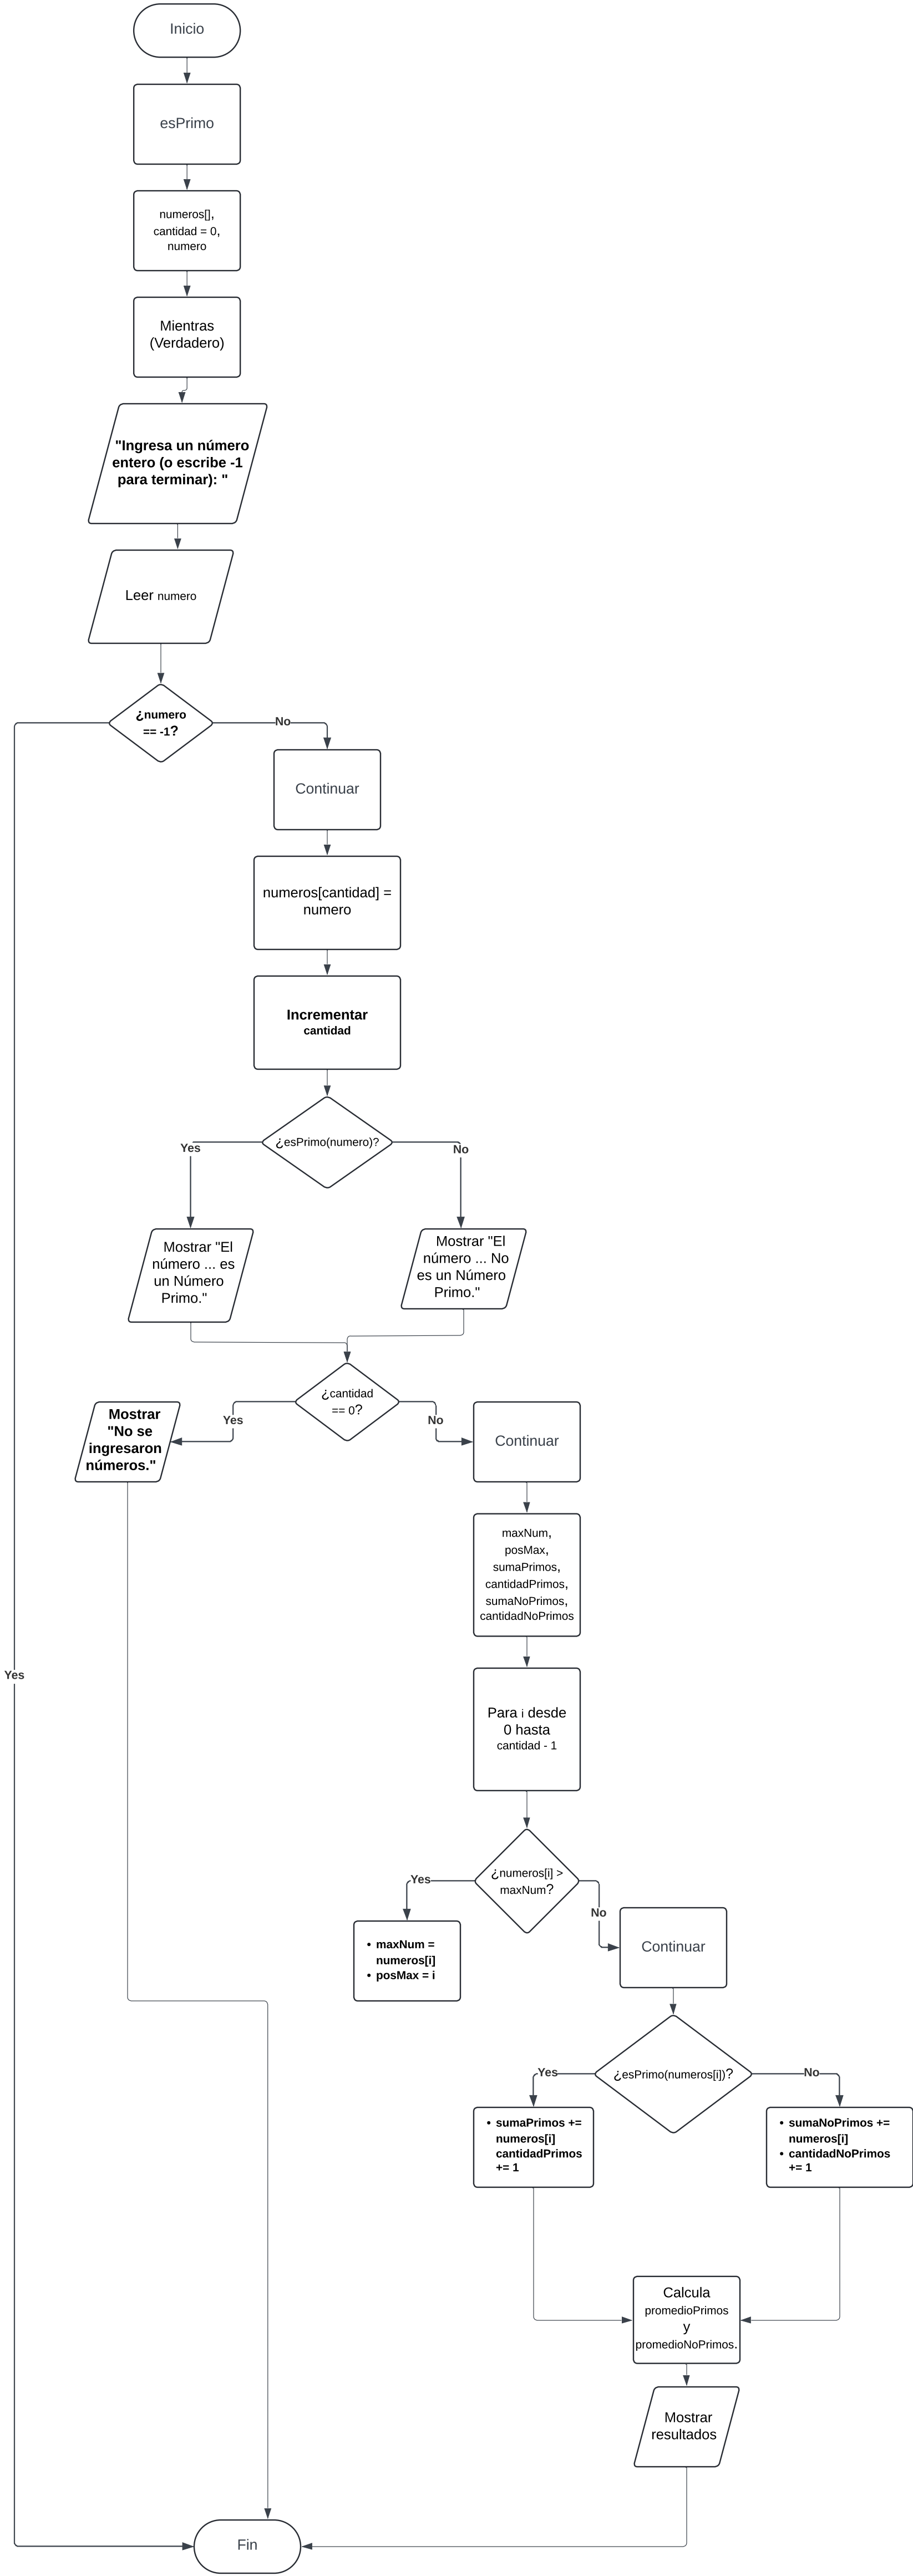 Inicio
esPrimo
numeros[],
cantidad = 0,
numero
Mientras
(Verdadero)
"Ingresa un número
entero (o escribe -1
para terminar): "
Leer numero
¿numero
== -1?
No
Continuar
numeros[cantidad] =
numero
Incrementar
cantidad
¿esPrimo(numero)?
Yes
No
Mostrar "El
número ... es
un Número
Primo."
Mostrar "El
número ... No
es un Número
Primo."
¿cantidad
== 0?
Yes
No
Mostrar
"No se
ingresaron
números."
Continuar
maxNum,
posMax,
sumaPrimos,
cantidadPrimos,
sumaNoPrimos,
cantidadNoPrimos
Yes
Para i desde
0 hasta
cantidad - 1
¿numeros[i] >
maxNum?
Yes
No
• maxNum =
numeros[i]
• posMax = i
Continuar
¿esPrimo(numeros[i])?
Yes
No
• sumaPrimos +=
numeros[i]
cantidadPrimos
+= 1
• sumaNoPrimos +=
numeros[i]
• cantidadNoPrimos
+= 1
Calcula
promedioPrimos
y
promedioNoPrimos.
Mostrar
resultados
Fin